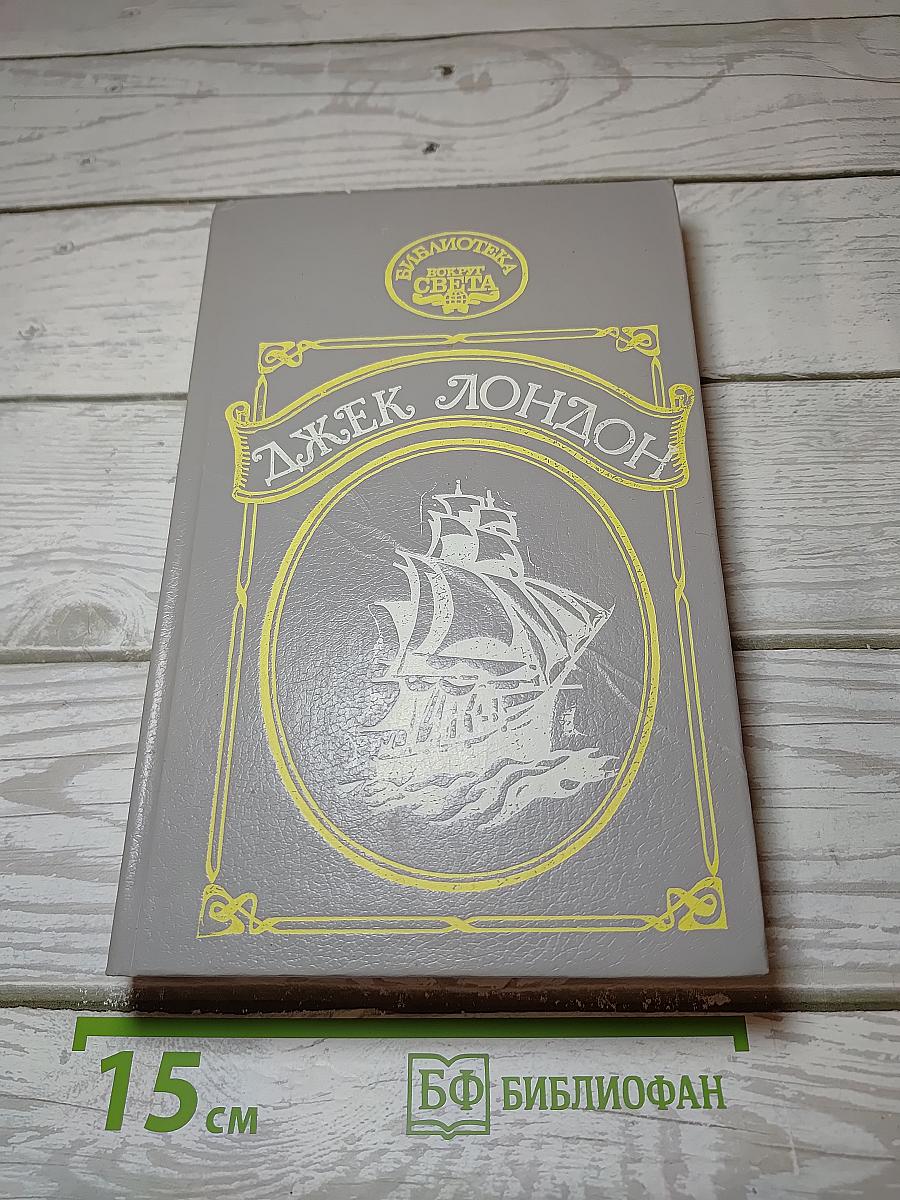 БИБЛИОТЕКА
ВОКРУГ
СВЕТА
ДЖЕК ЛОНДОН
15 см
БФ БИБЛИОФАН